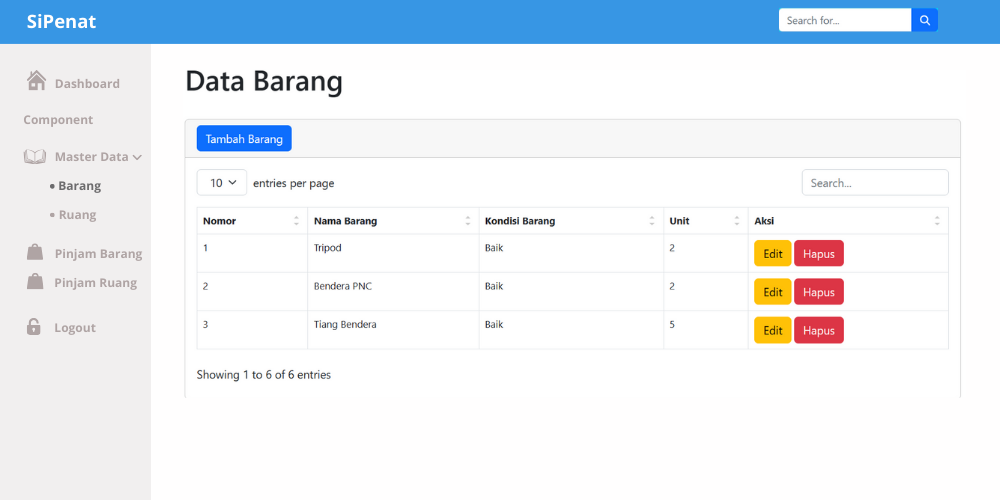 SiPenat
Search for...
Dashboard
Component
Master Data
• Barang
• Ruang
Pinjam Barang
Pinjam Ruang
Logout
Data Barang
Tambah Barang
10 entries per page
Search...
Nomor Nama Barang Kondisi Barang Unit Aksi
1 Tripod Baik 2 Edit Hapus
2 Bendera PNC Baik 2 Edit Hapus
3 Tiang Bendera Baik 5 Edit Hapus
Showing 1 to 6 of 6 entries